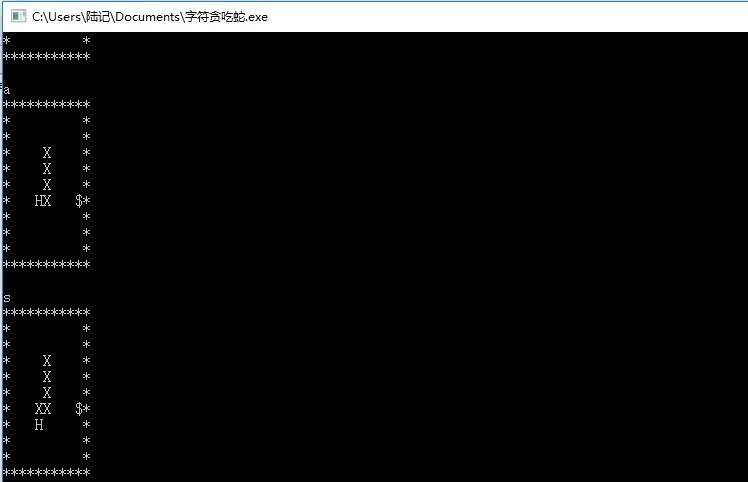 C:\Users\陆记\Documents\字符贪吃蛇.exe
*         *
***********

a
***********
*         *
*         *
*    X    *
*    X    *
*    X    *
*   HX   $*
*         *
*         *
*         *
***********

s
***********
*         *
*         *
*    X    *
*    X    *
*    X    *
*   XX   $*
*   H     *
*         *
*         *
***********